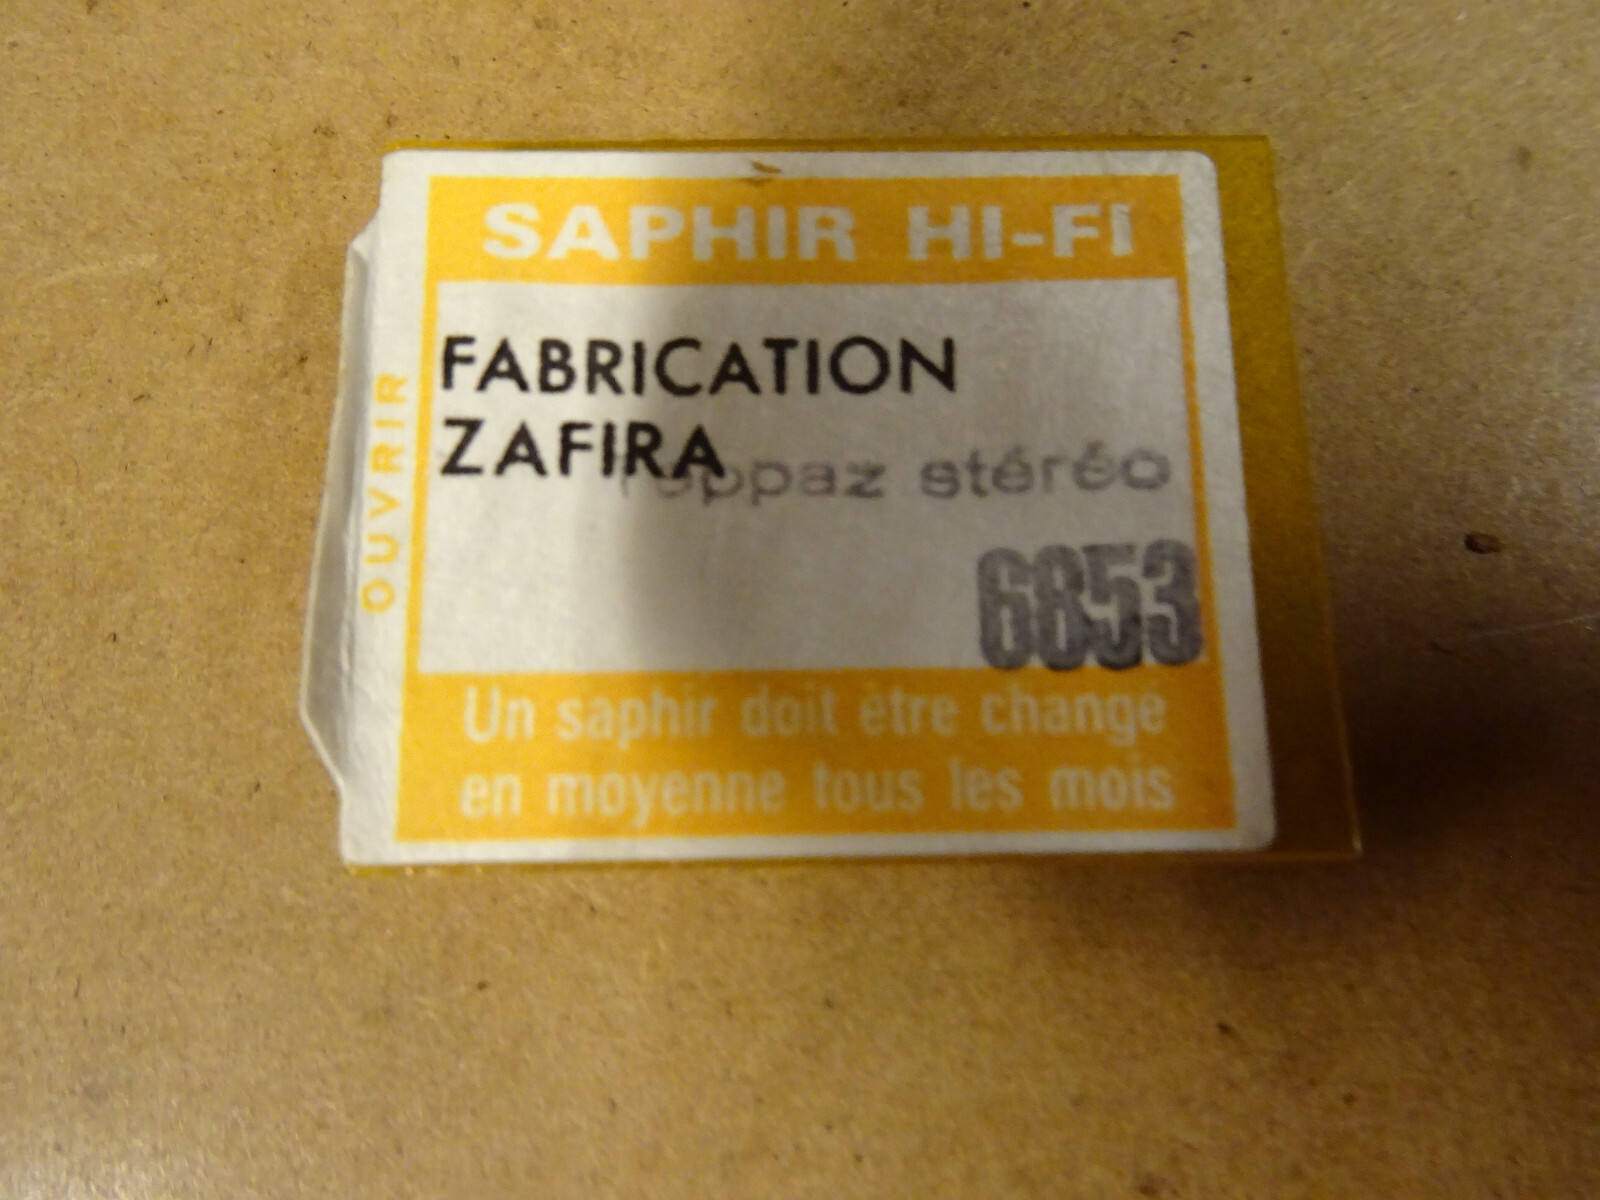 SAPHIR HI-FI
FABRICATION
ZAFIRA
stéréo
6853
Un saphir doit être changé
en moyenne tous les mois
OUVRIR